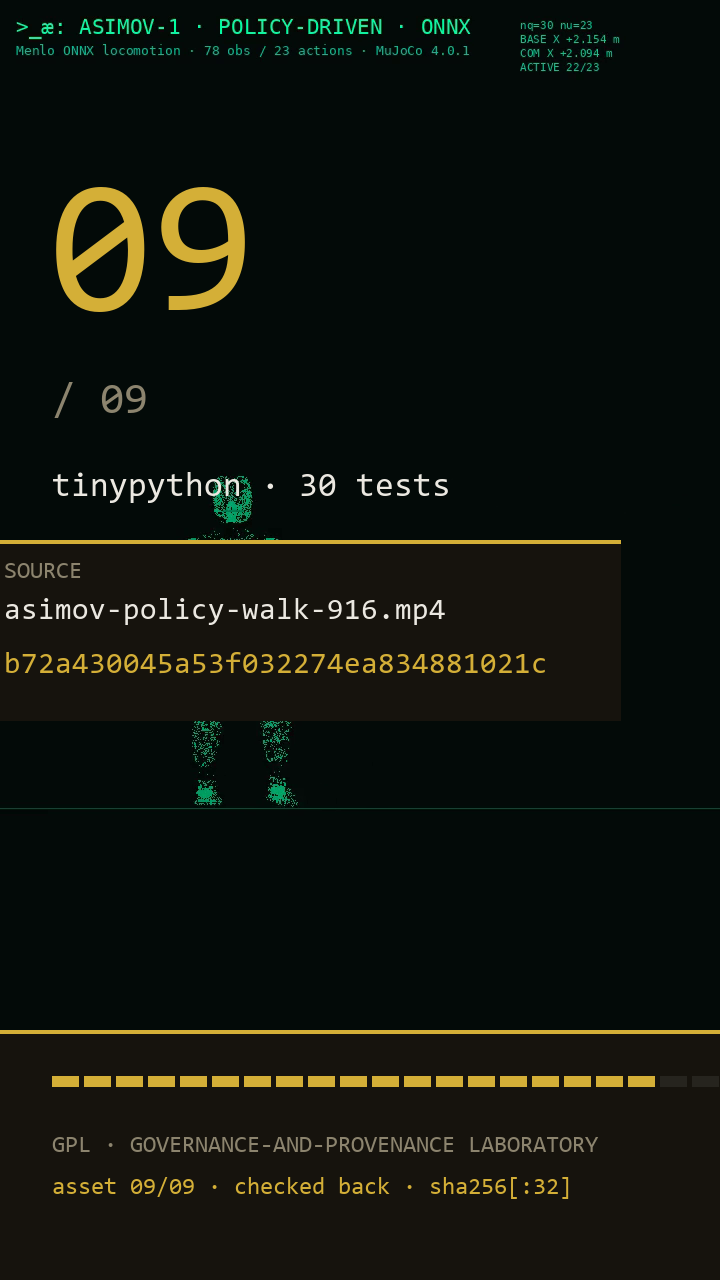 >_æ: ASIMOV-1 · POLICY-DRIVEN · ONNX
Menlo ONNX locomotion · 78 obs / 23 actions · MuJoCo 4.0.1
nq=30 nu=23
BASE X +2.154 m
COM X +2.094 m
ACTIVE 22/23
09
/ 09
tinypython · 30 tests
SOURCE
asimov-policy-walk-916.mp4
b72a430045a53f032274ea834881021c
GPL · GOVERNANCE-AND-PROVENANCE LABORATORY
asset 09/09 · checked back · sha256[:32]